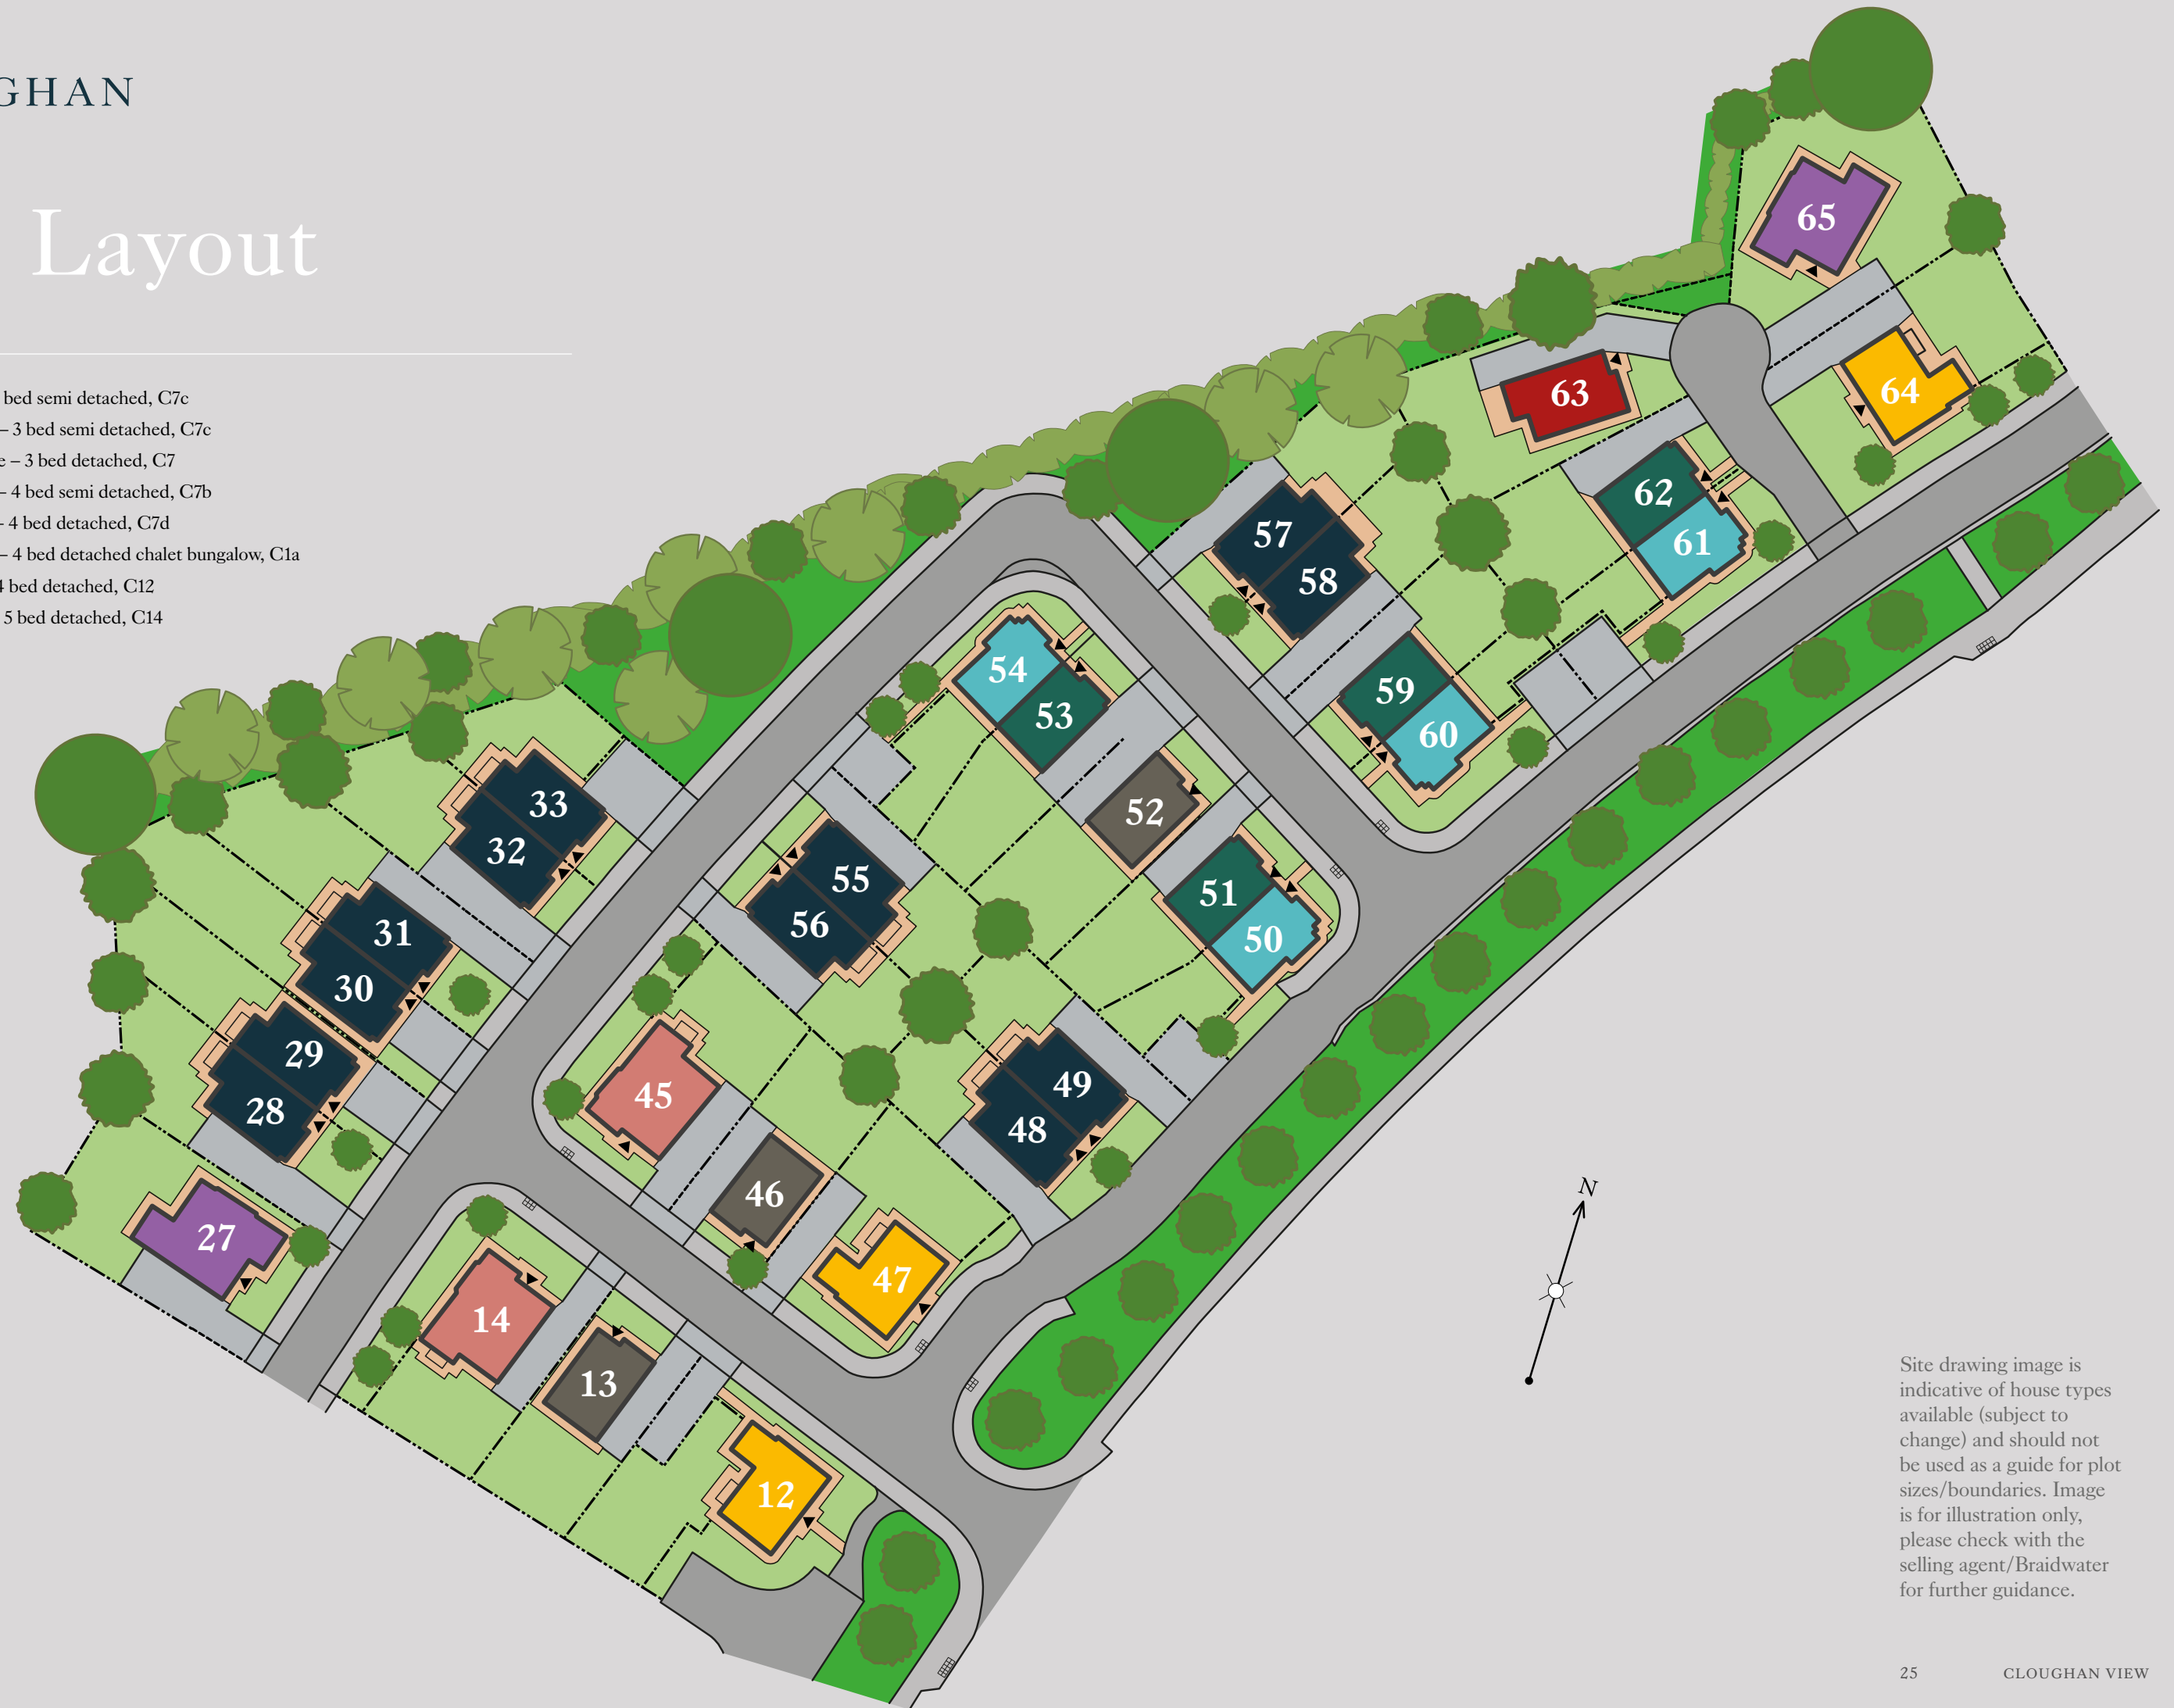 GHAN
Layout
bed semi detached, C7c
– 3 bed semi detached, C7c
e – 3 bed detached, C7
– 4 bed semi detached, C7b
- 4 bed detached, C7d
– 4 bed detached chalet bungalow, C1a
4 bed detached, C12
5 bed detached, C14
65
64
63
62
61
57
58
59
60
54
53
52
51
50
55
56
49
48
33
32
31
30
29
28
27
45
46
47
14
13
12
N
Site drawing image is
indicative of house types
available (subject to
change) and should not
be used as a guide for plot
sizes/boundaries. Image
is for illustration only,
please check with the
selling agent/Braidwater
for further guidance.
25 CLOUGHAN VIEW